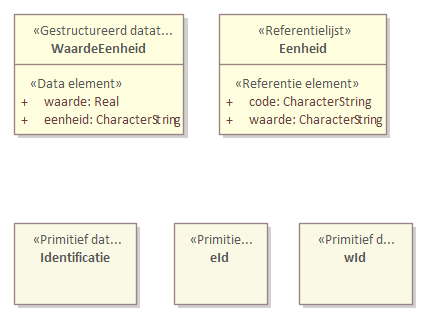 «Gestructureerd datat...
WaardeEenheid
«Data element»
+ waarde: Real
+ eenheid: CharacterString
«Referentielijst»
Eenheid
«Referentie element»
+ code: CharacterString
+ waarde: CharacterString
«Primitief dat...
Identificatie
«Primitie...
eId
«Primitief d...
wId